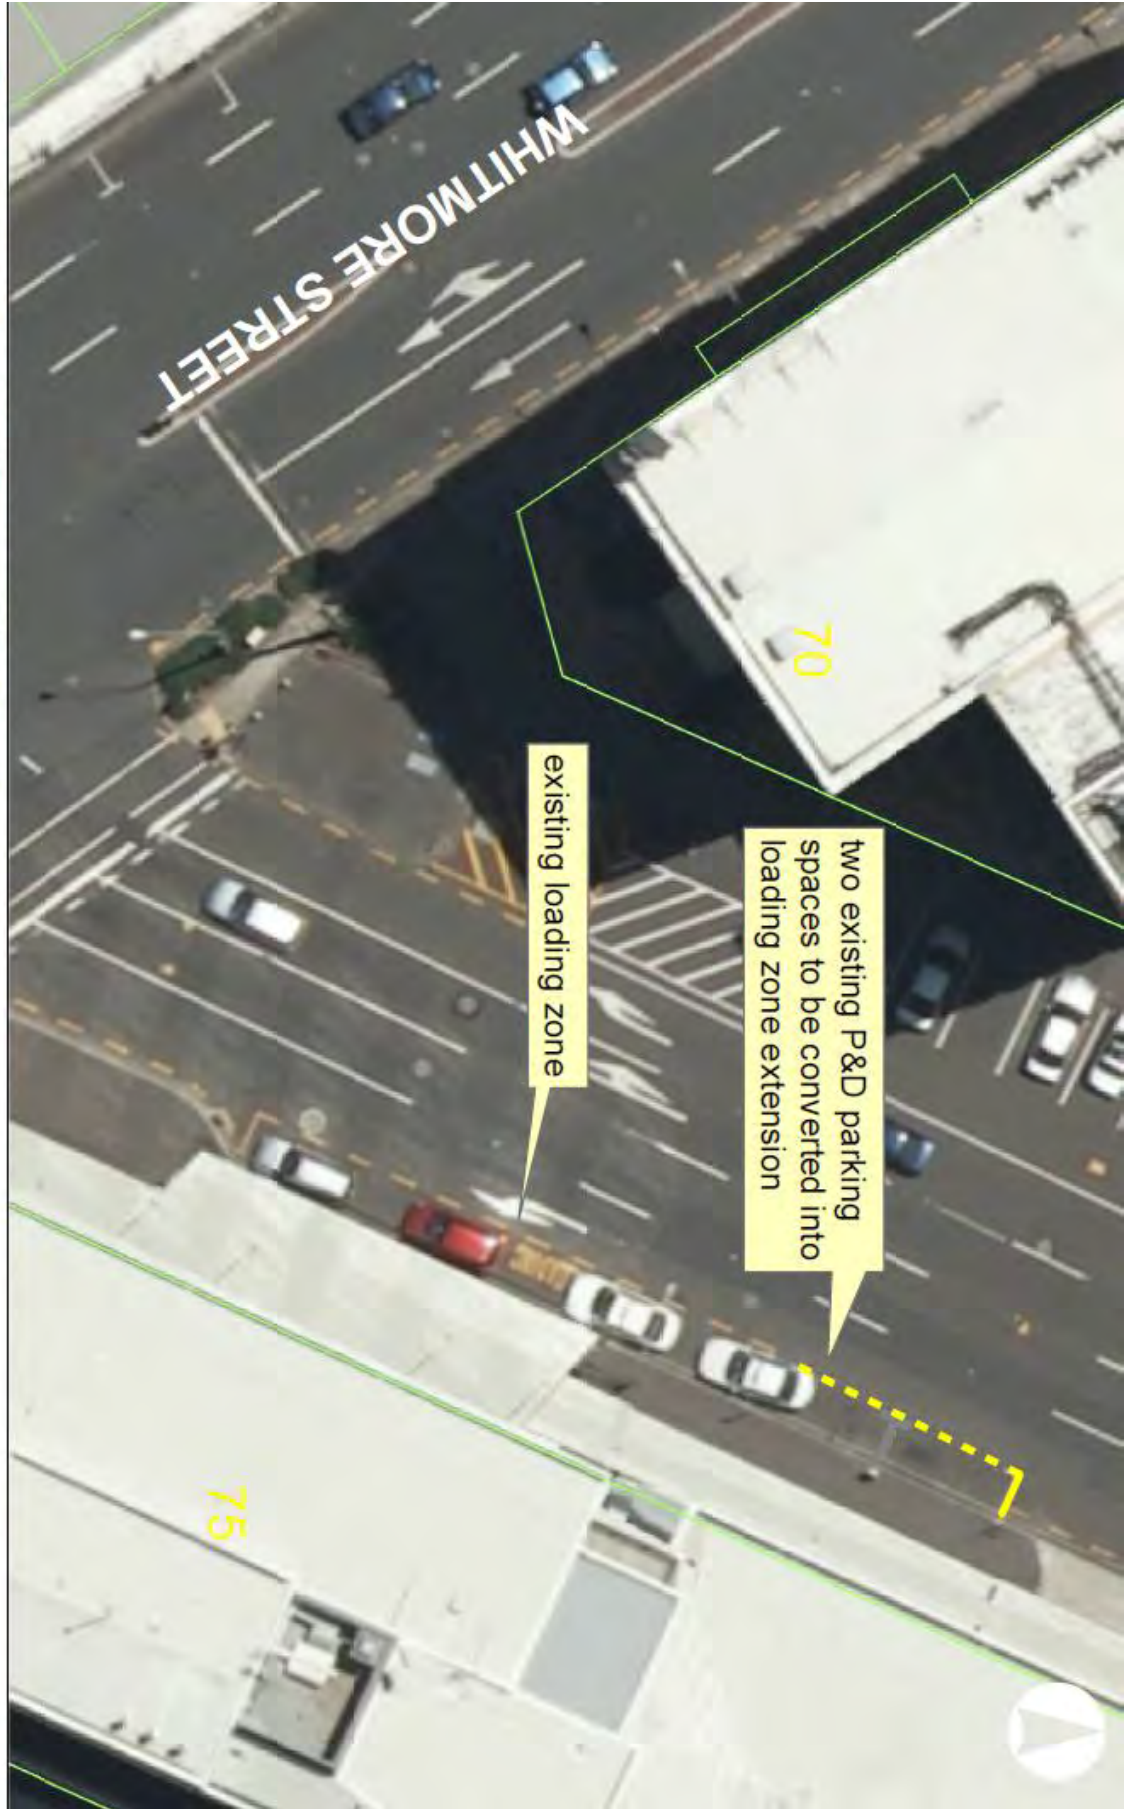 WHITMORE STREET
70
existing loading zone
two existing P&D parking
spaces to be converted into
loading zone extension
75